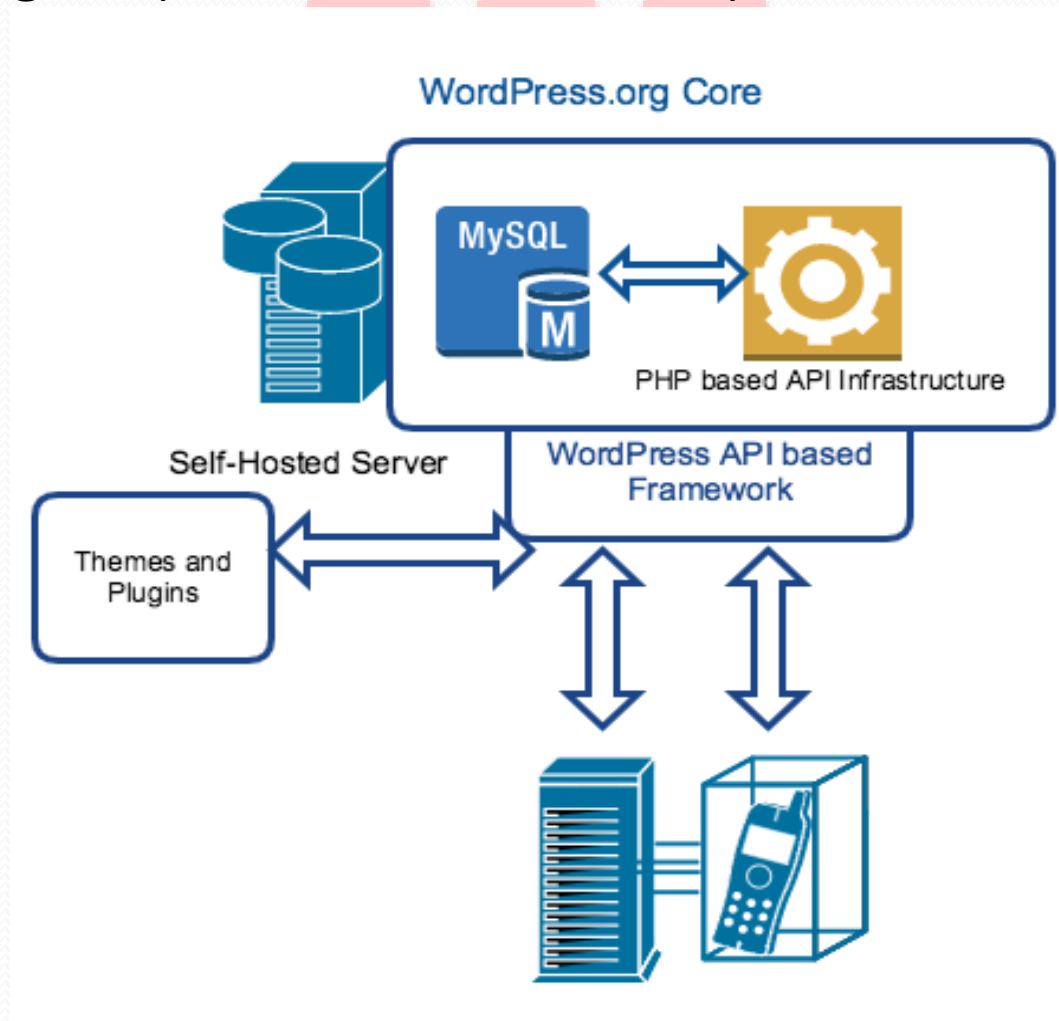 WordPress.org Core
MySQL
M
PHP based API Infrastructure
Self-Hosted Server
WordPress API based
Framework
Themes and
Plugins